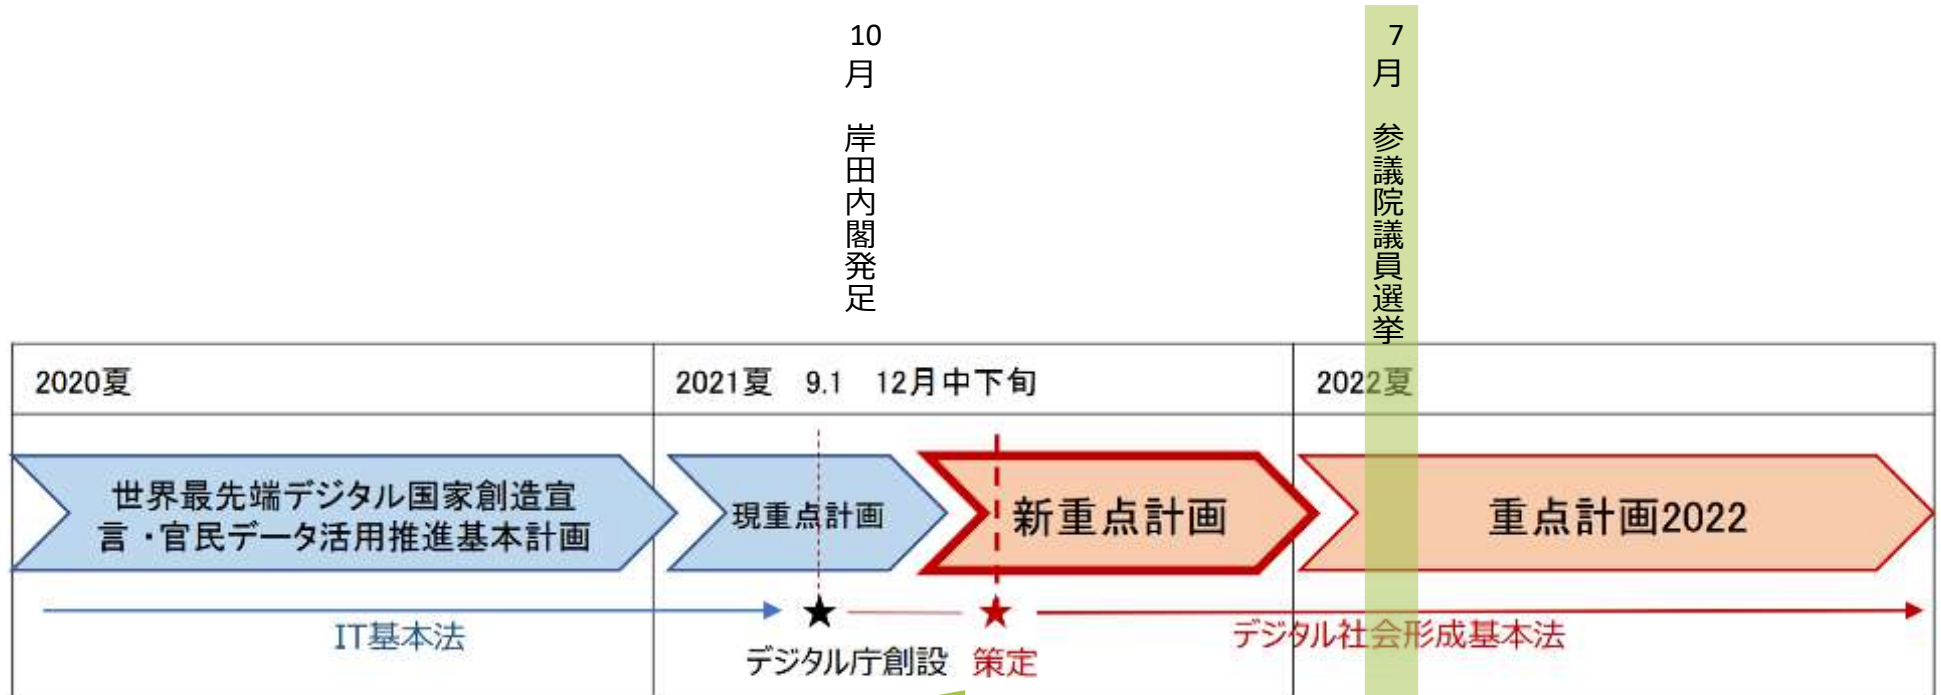 10月 岸田内閣発足
7月 参議院議員選挙
2020夏
2021夏 9.1 12月中下旬
2022夏
世界最先端デジタル国家創造宣
言・官民データ活用推進基本計画
現重点計画
新重点計画
重点計画2022
IT基本法
デジタル庁創設
策定
デジタル社会形成基本法